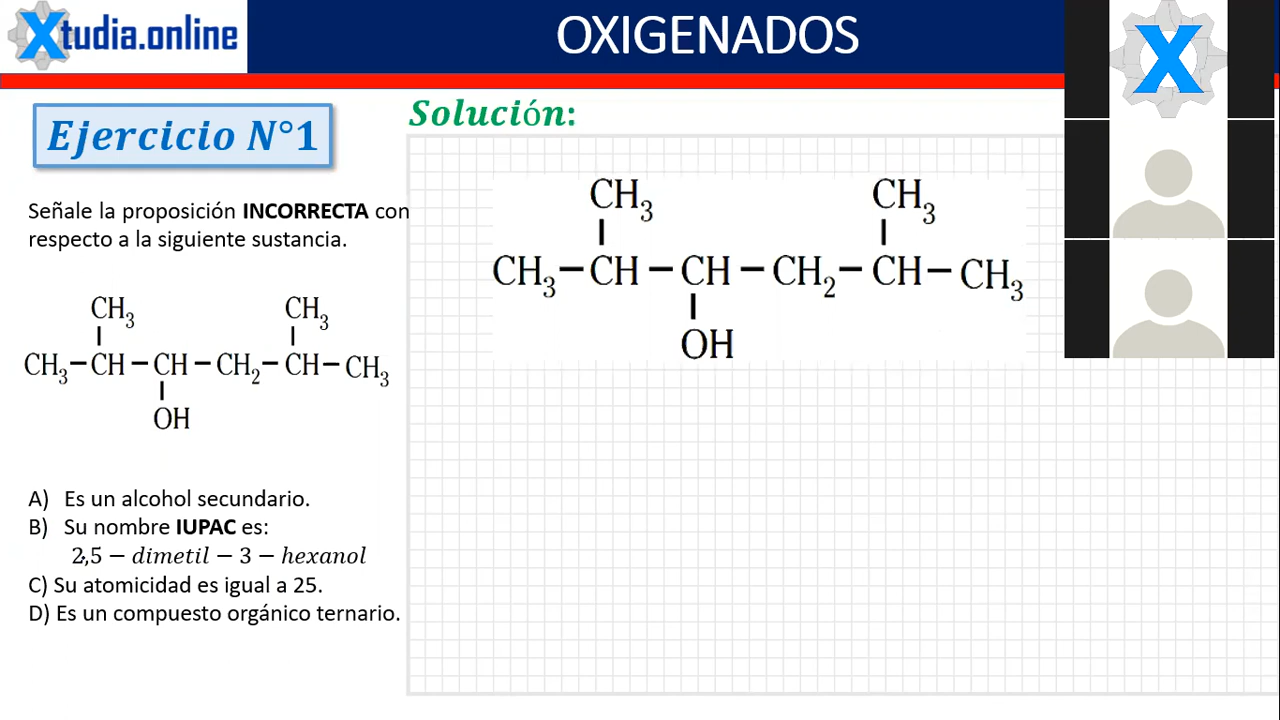 Xtudia.online
OXIGENADOS
X
Ejercicio N°1
Señale la proposición INCORRECTA con
respecto a la siguiente sustancia.
CH3 CH3
CH3 – CH – CH – CH2 – CH – CH3
OH
A) Es un alcohol secundario.
B) Su nombre IUPAC es:
2,5 − dimetil − 3 − hexanol
C) Su atomicidad es igual a 25.
D) Es un compuesto orgánico ternario.
Solución:
CH3 CH3
CH3 – CH – CH – CH2 – CH – CH3
OH